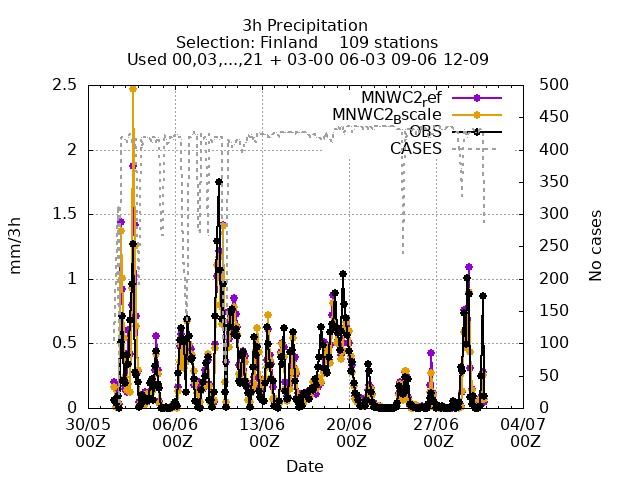 3h Precipitation
Selection: Finland    109 stations
Used 00,03,...,21 + 03-00 06-03 09-06 12-09
2.5
2
1.5
1
0.5
0
mm/3h
MNWC2ref
MNWC2Bscale
OBS
CASES
500
450
400
350
300
250
200
150
100
50
0
No cases
30/05 06/06 13/06 20/06 27/06 04/07
00Z 00Z 00Z 00Z 00Z 00Z
Date